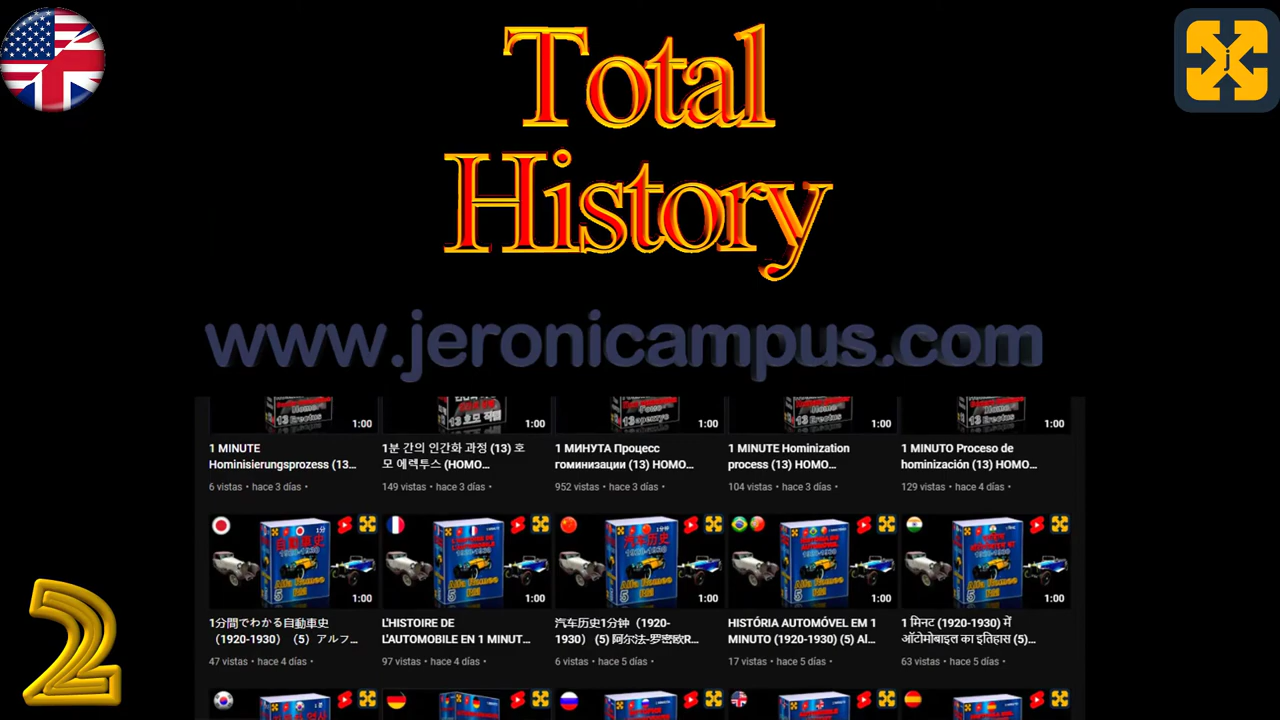 Total
History
www.jeronicampus.com
j
1:00 1:00 1:00 1:00 1:00
1 MINUTE
Hominisierungsprozess (13...
6 vistas • hace 3 días •
1분 간의 인간화 과정 (13) 호
모 에렉투스 (HOMO...
149 vistas • hace 3 días •
1 МИНУТА Процесс
гоминизации (13) HOMO...
952 vistas • hace 3 días •
1 MINUTE Hominization
process (13) HOMO...
104 vistas • hace 3 días •
1 MINUTO Proceso de
hominización (13) HOMO...
129 vistas • hace 4 días •
1:00 1:00 1:00 1:00 1:00
1分間でわかる自動車史
（1920-1930）（5）アルフ...
47 vistas • hace 4 días •
L'HISTOIRE DE
L'AUTOMOBILE EN 1 MINUT...
97 vistas • hace 4 días •
汽车历史1分钟（1920-
1930） (5) 阿尔法-罗密欧R...
6 vistas • hace 5 días •
HISTÓRIA AUTOMÓVEL EM 1
MINUTO (1920-1930) (5) Al...
17 vistas • hace 5 días •
1 मिनट (1920-1930) में
ऑटोमोबाइल का इतिहास (5)...
63 vistas • hace 5 días •
2